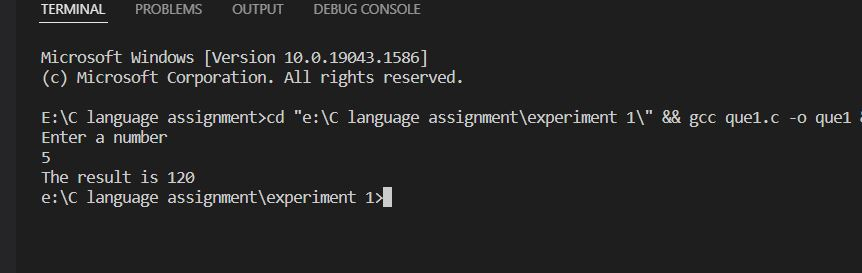 TERMINAL PROBLEMS OUTPUT DEBUG CONSOLE
Microsoft Windows [Version 10.0.19043.1586]
(c) Microsoft Corporation. All rights reserved.
E:\C language assignment>cd "e:\C language assignment\experiment 1\" && gcc que1.c -o que1
Enter a number
5
The result is 120
e:\C language assignment\experiment 1>